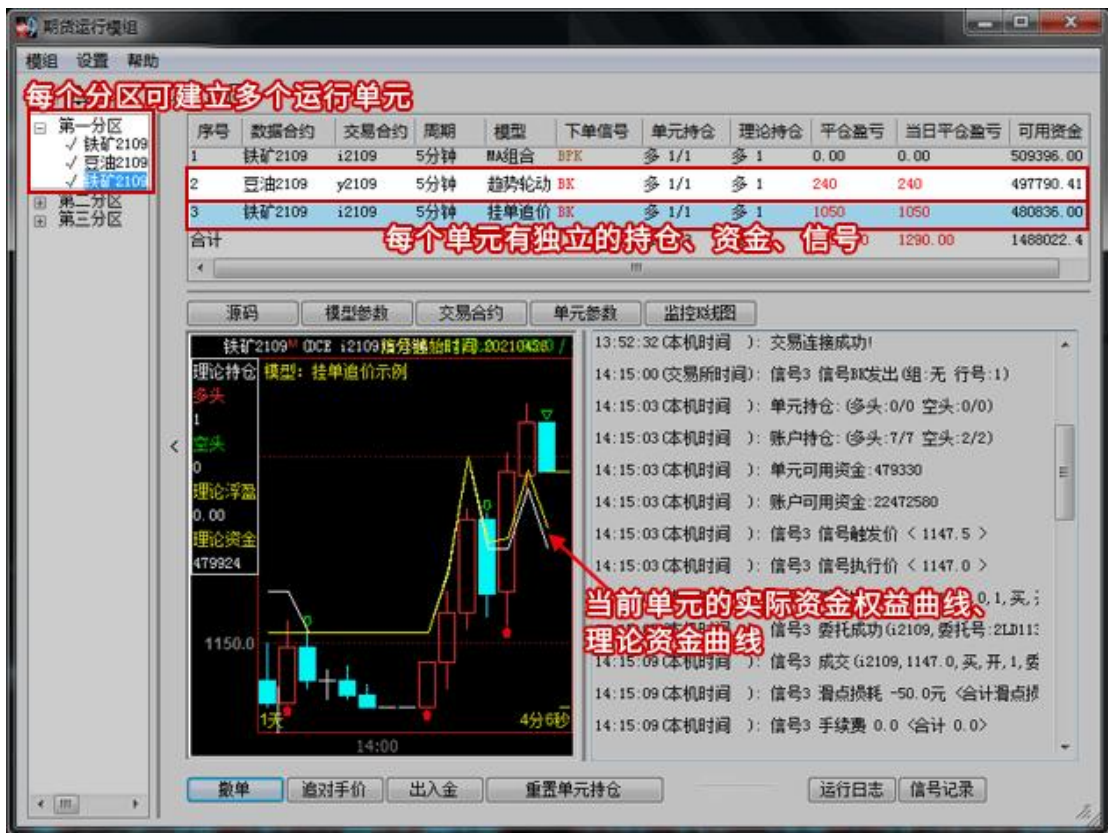 期货运行模组
模组 设置 帮助
每个分区可建立多个运行单元
第一分区
铁矿2109
豆油2109
铁矿2109
第二分区
第三分区
序号 数据合约 交易合约 周期 模型 下单信号 单元持仓 理论持仓 平仓盈亏 当日平仓盈亏 可用资金
1 铁矿2109 i2109 5分钟 MA组合 BPK 多 1/1 多 1 0.00 0.00 509396.00
2 豆油2109 y2109 5分钟 趋势轮动 BK 多 1/1 多 1 240 240 497790.41
3 铁矿2109 i2109 5分钟 挂单追价 BK 多 1/1 多 1 1050 1050 480836.00
合计 1290.00 1488022.4
每个单元有独立的持仓、资金、信号
源码 模型参数 交易合约 单元参数 监控K线图
铁矿2109 M (DCE i2109
理论持仓 模型：挂单追价示例
多头
1
空头
0
理论浮盈
0.00
理论资金
479924
1150.0
1天 4分6秒
14:00
13:52:32(本机时间 ): 交易连接成功!
14:15:00(交易所时间): 信号3 信号BK发出(组:无 行号:1)
14:15:03(本机时间 ): 单元持仓:(多头:0/0 空头:0/0)
14:15:03(本机时间 ): 账户持仓:(多头:7/7 空头:2/2)
14:15:03(本机时间 ): 单元可用资金:479330
14:15:03(本机时间 ): 账户可用资金:22472580
14:15:03(本机时间 ): 信号3 信号触发价 < 1147.5 >
14:15:03(本机时间 ): 信号3 信号执行价 < 1147.0 >
当前单元的实际资金权益曲线、
理论资金曲线
0,1,买,
信号3 委托成功(i2109,委托号:2LD113
14:15:09(本机时间 ): 信号3 成交(i2109,1147.0,买,开,1,委
14:15:09(本机时间 ): 信号3 滑点损耗 -50.0元 <合计滑点损
14:15:09(本机时间 ): 信号3 手续费 0.0 <合计 0.0>
撤单 追对手价 出入金 重置单元持仓 运行日志 信号记录